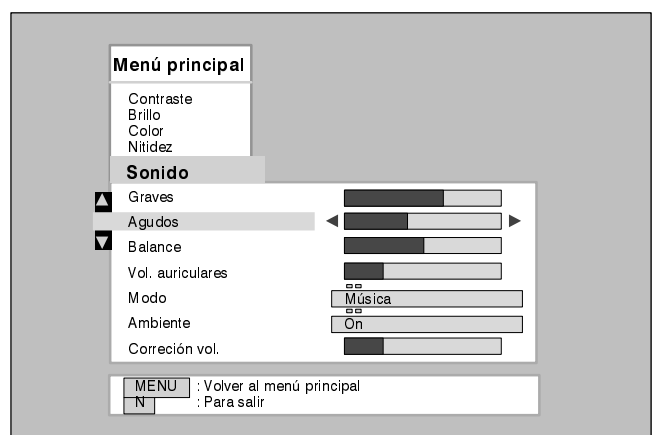 Menú principal
Contraste
Brillo
Color
Nitidez
Sonido
Graves
Agudos
Balance
Vol. auriculares
Modo Música
Ambiente On
Correción vol.
MENU : Volver al menú principal
N : Para salir